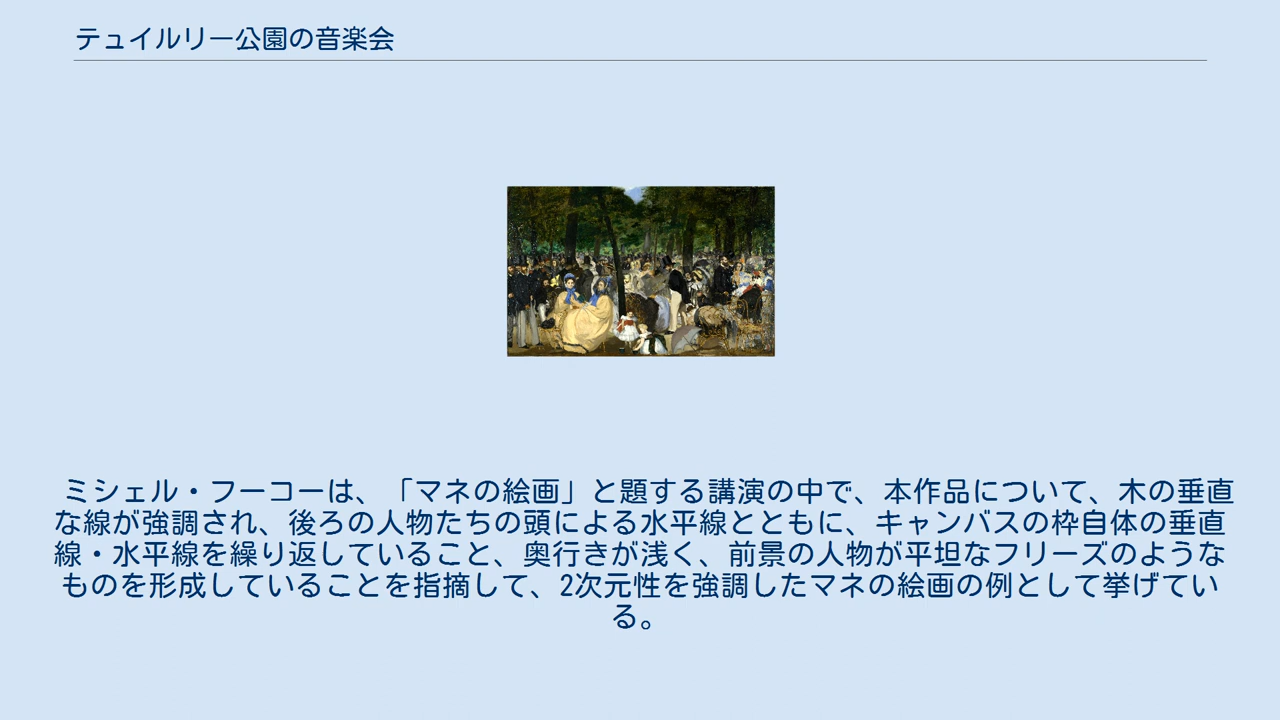 テュイルリー公園の音楽会
ミシェル・フーコーは、「マネの絵画」と題する講演の中で、本作品について、木の垂直
な線が強調され、後ろの人物たちの頭による水平線とともに、キャンバスの枠自体の垂直
線・水平線を繰り返していること、奥行きが浅く、前景の人物が平坦なフリーズのような
ものを形成していることを指摘して、2次元性を強調したマネの絵画の例として挙げてい
る。